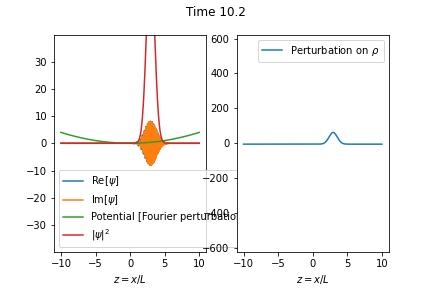 Time 10.2
30
20
10
0
−10
−20
−30
Re[ψ]
Im[ψ]
Potential [Fourier perturbatio
|ψ|²
−10 −5 0 5 10
z = x/L
600
400
200
0
−200
−400
−600
Perturbation on ρ
−10 −5 0 5 10
z = x/L